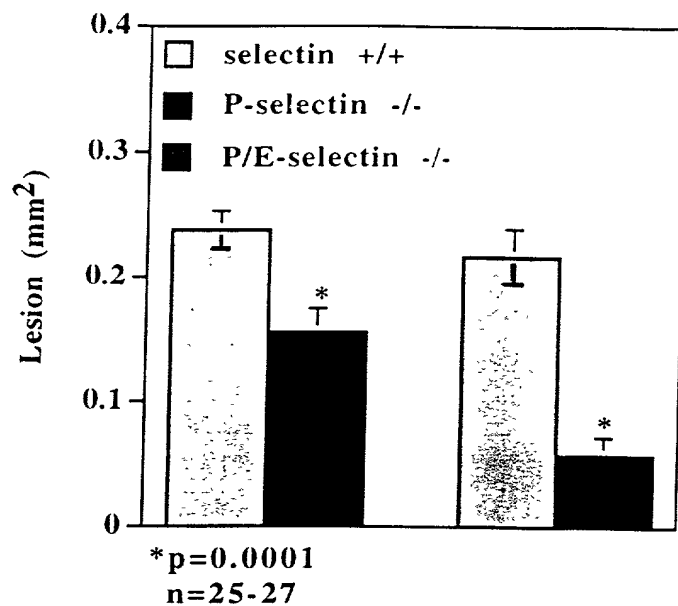 0.4
selectin +/+
P-selectin -/-
0.3
P/E-selectin -/-
Lesion (mm2)
0.2
*
0.1
*
0
*p=0.0001
n=25-27